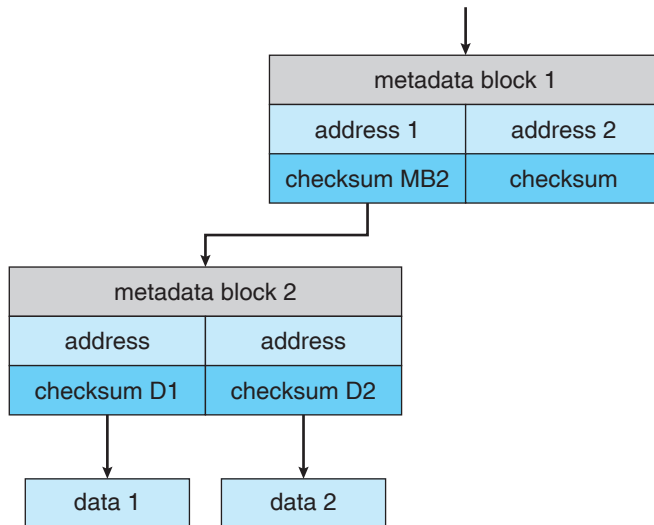 metadata block 1
address 1 address 2
checksum MB2 checksum
metadata block 2
address address
checksum D1 checksum D2
data 1 data 2